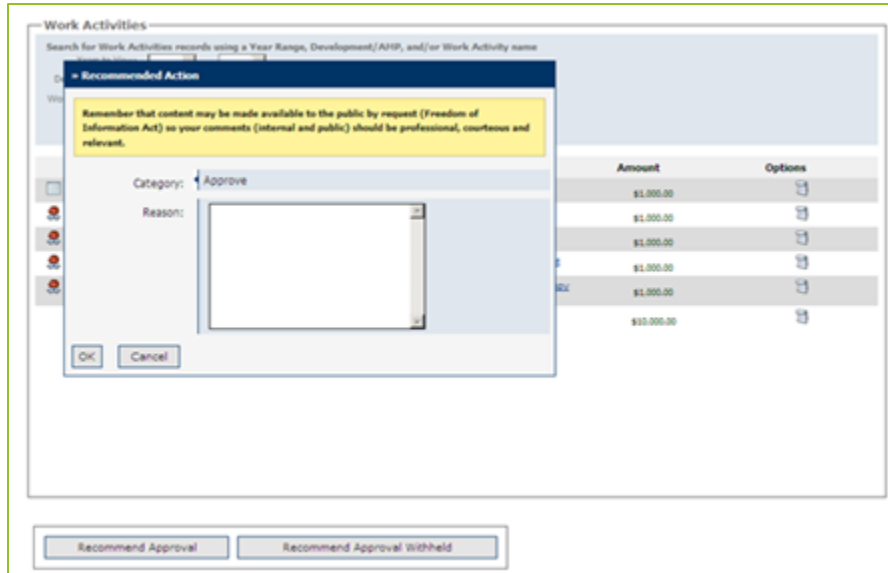 Work Activities
Search for Work Activities records using a Year Range, Development/AMP, and/or Work Activity name
» Recommended Action
Remember that content may be made available to the public by request (Freedom of
Information Act) so your comments (internal and public) should be professional, courteous and
relevant.
Category: Approve
Reason:
OK Cancel
Amount Options
$1,000.00
$1,000.00
$1,000.00
$1,000.00
$1,000.00
$10,000.00
Recommend Approval Recommend Approval Withheld